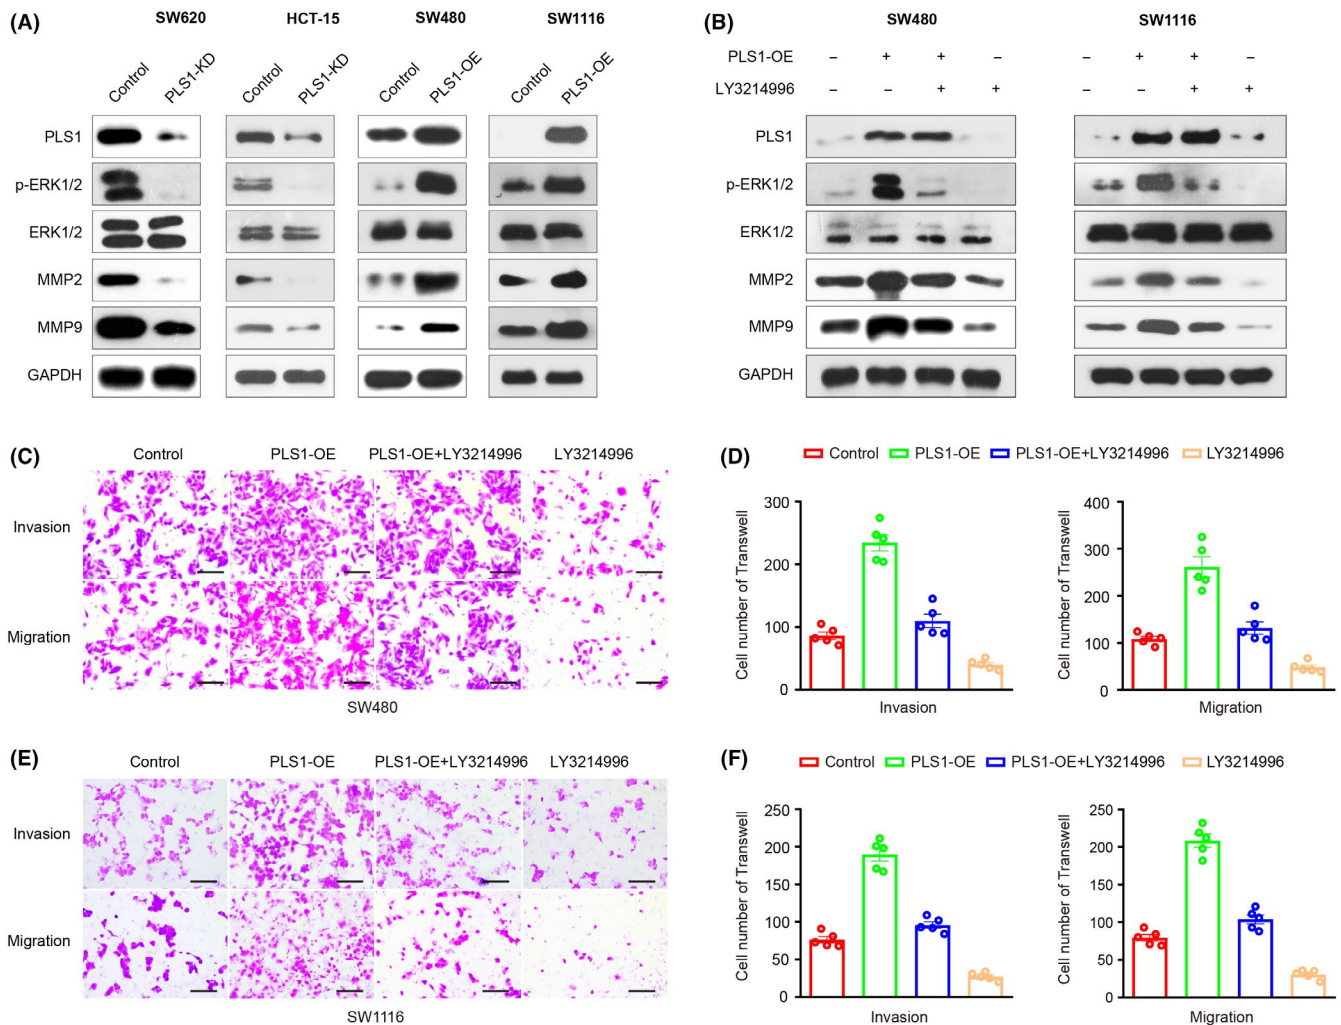 (A)
SW620 HCT-15 SW480 SW1116
Control PLS1-KD Control PLS1-KD Control PLS1-OE Control PLS1-OE
PLS1
p-ERK1/2
ERK1/2
MMP2
MMP9
GAPDH
(B)
SW480 SW1116
PLS1-OE – + + – – + + –
LY3214996 – – + + – – + +
PLS1
p-ERK1/2
ERK1/2
MMP2
MMP9
GAPDH
(C)
Control PLS1-OE PLS1-OE+LY3214996 LY3214996
Invasion
Migration
SW480
(D)
Control PLS1-OE PLS1-OE+LY3214996 LY3214996
Cell number of Transwell
300
200
100
0
Invasion
Cell number of Transwell
400
300
200
100
0
Migration
(E)
Control PLS1-OE PLS1-OE+LY3214996 LY3214996
Invasion
Migration
SW1116
(F)
Control PLS1-OE PLS1-OE+LY3214996 LY3214996
Cell number of Transwell
250
200
150
100
50
0
Invasion
Cell number of Transwell
250
200
150
100
50
0
Migration